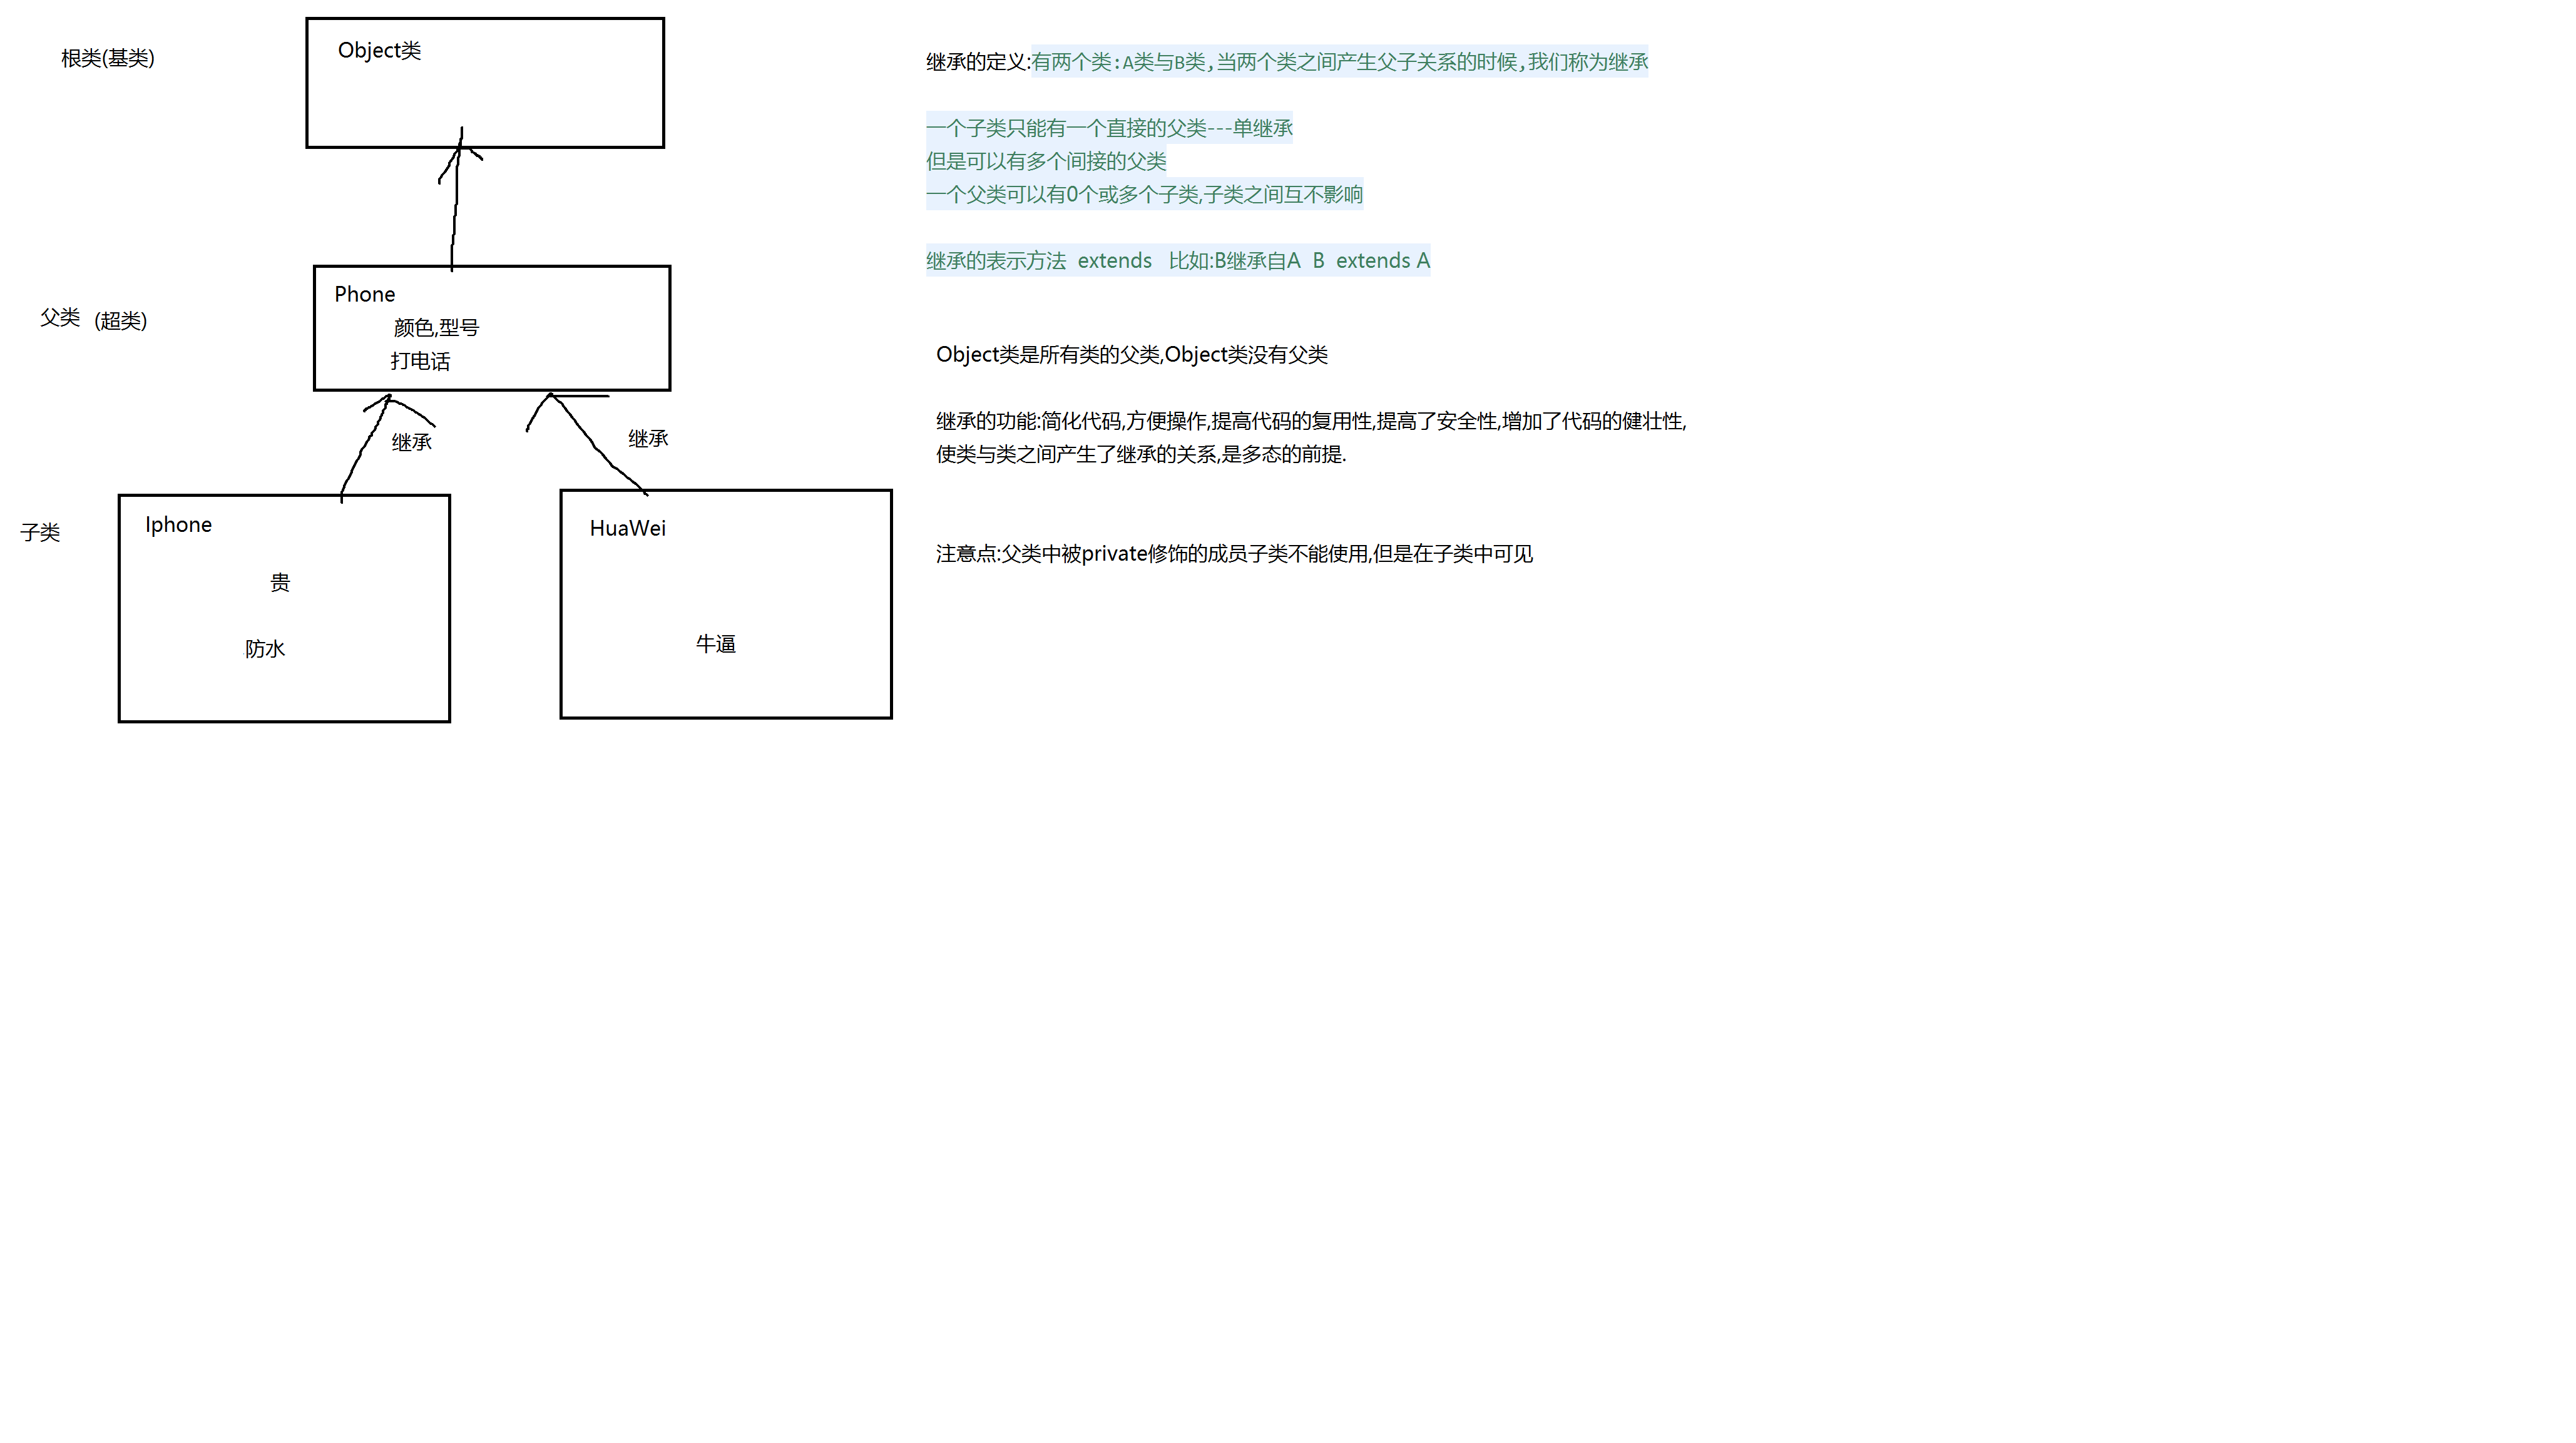 根类(基类)
Object类
父类 (超类)
Phone
颜色,型号
打电话
继承
继承
子类
Iphone
贵
防水
HuaWei
牛逼
继承的定义:有两个类:A类与B类,当两个类之间产生父子关系的时候,我们称为继承
一个子类只能有一个直接的父类---单继承
但是可以有多个间接的父类
一个父类可以有0个或多个子类,子类之间互不影响
继承的表示方法 extends 比如:B继承自A B extends A
Object类是所有类的父类,Object类没有父类
继承的功能:简化代码,方便操作,提高代码的复用性,提高了安全性,增加了代码的健壮性,
使类与类之间产生了继承的关系,是多态的前提.
注意点:父类中被private修饰的成员子类不能使用,但是在子类中可见